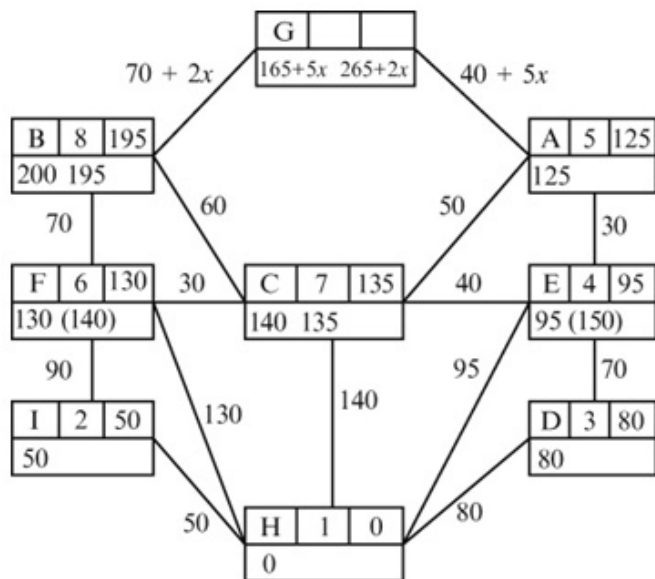 G
70 + 2x
165+5x 265+2x
40 + 5x
B 8 195
A 5 125
200 195
125
60
50
70
30
F 6 130
30
C 7 135
40
E 4 95
130 (140)
140 135
95 (150)
90
95
70
130
140
I 2 50
D 3 80
50
80
50
H 1 0
80
0